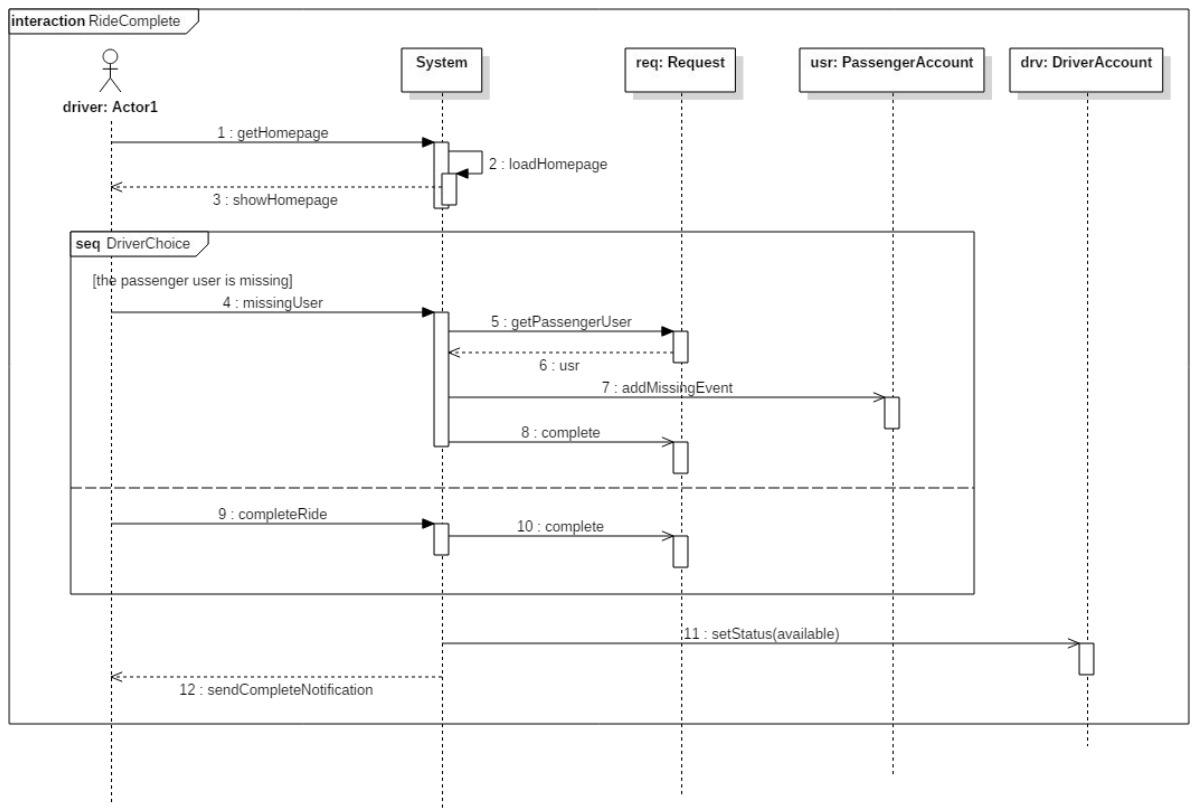 interaction RideComplete
System
req: Request
usr: PassengerAccount
drv: DriverAccount
driver: Actor1
1 : getHomepage
2 : loadHomepage
3 : showHomepage
seq DriverChoice
[the passenger user is missing]
4 : missingUser
5 : getPassengerUser
6 : usr
7 : addMissingEvent
8 : complete
9 : completeRide
10 : complete
11 : setStatus(available)
12 : sendCompleteNotification